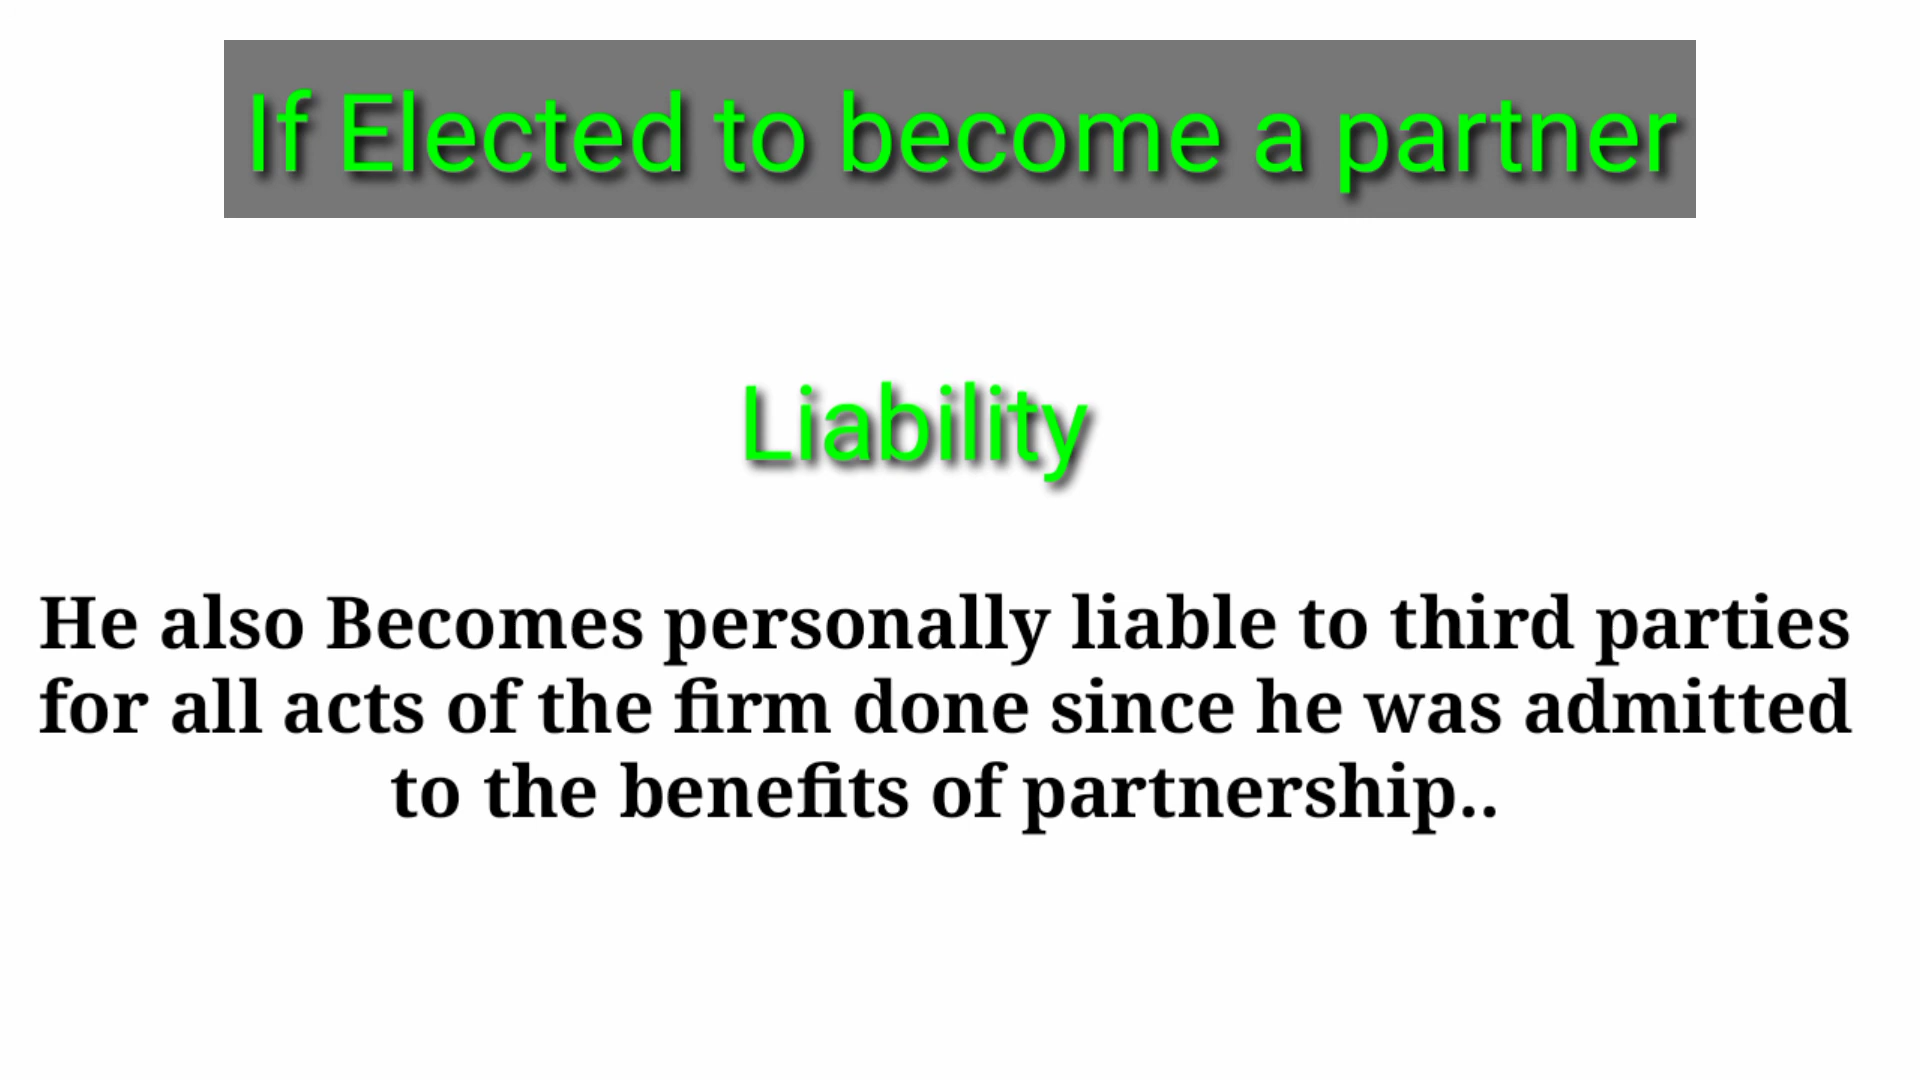 If Elected to become a partner
Liability
He also Becomes personally liable to third parties
for all acts of the firm done since he was admitted
to the benefits of partnership..